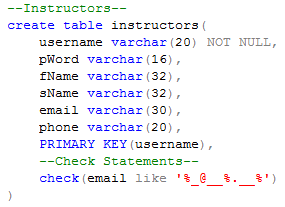 --Instructors--
create table instructors(
username varchar(20) NOT NULL,
pWord varchar(16),
fName varchar(32),
sName varchar(32),
email varchar(30),
phone varchar(20),
PRIMARY KEY(username),
--Check Statements--
check(email like '%_@__%.__%')
)